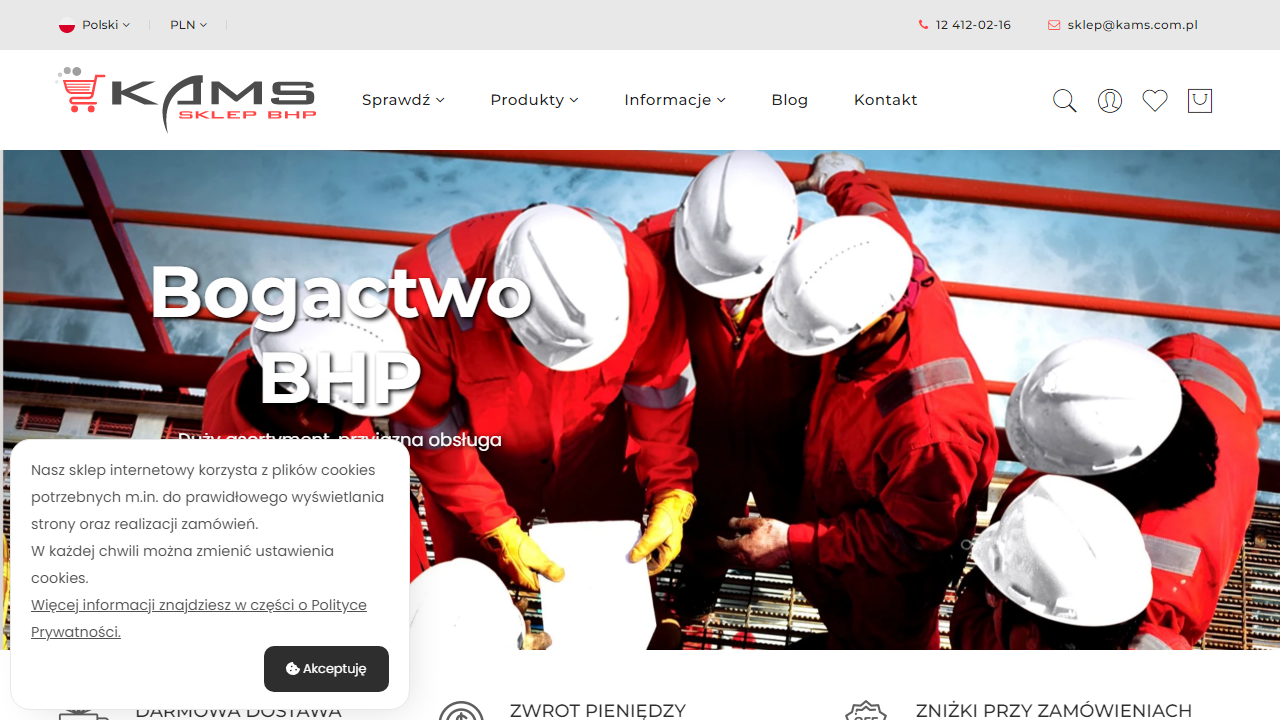 Polski
PLN
12 412-02-16
sklep@kams.com.pl
KAMS
SKLEP BHP
Sprawdź
Produkty
Informacje
Blog
Kontakt
Bogactwo
BHP
Duży asortyment, przyjazna obsługa
Nasz sklep internetowy korzysta z plików cookies
potrzebnych m.in. do prawidłowego wyświetlania
strony oraz realizacji zamówień.
W każdej chwili można zmienić ustawienia
cookies.
Więcej informacji znajdziesz w części o Polityce
Prywatności.
Akceptuję
DARMOWA DOSTAWA
ZWROT PIENIĘDZY
OFF
ZNIŻKI PRZY ZAMÓWIENIACH